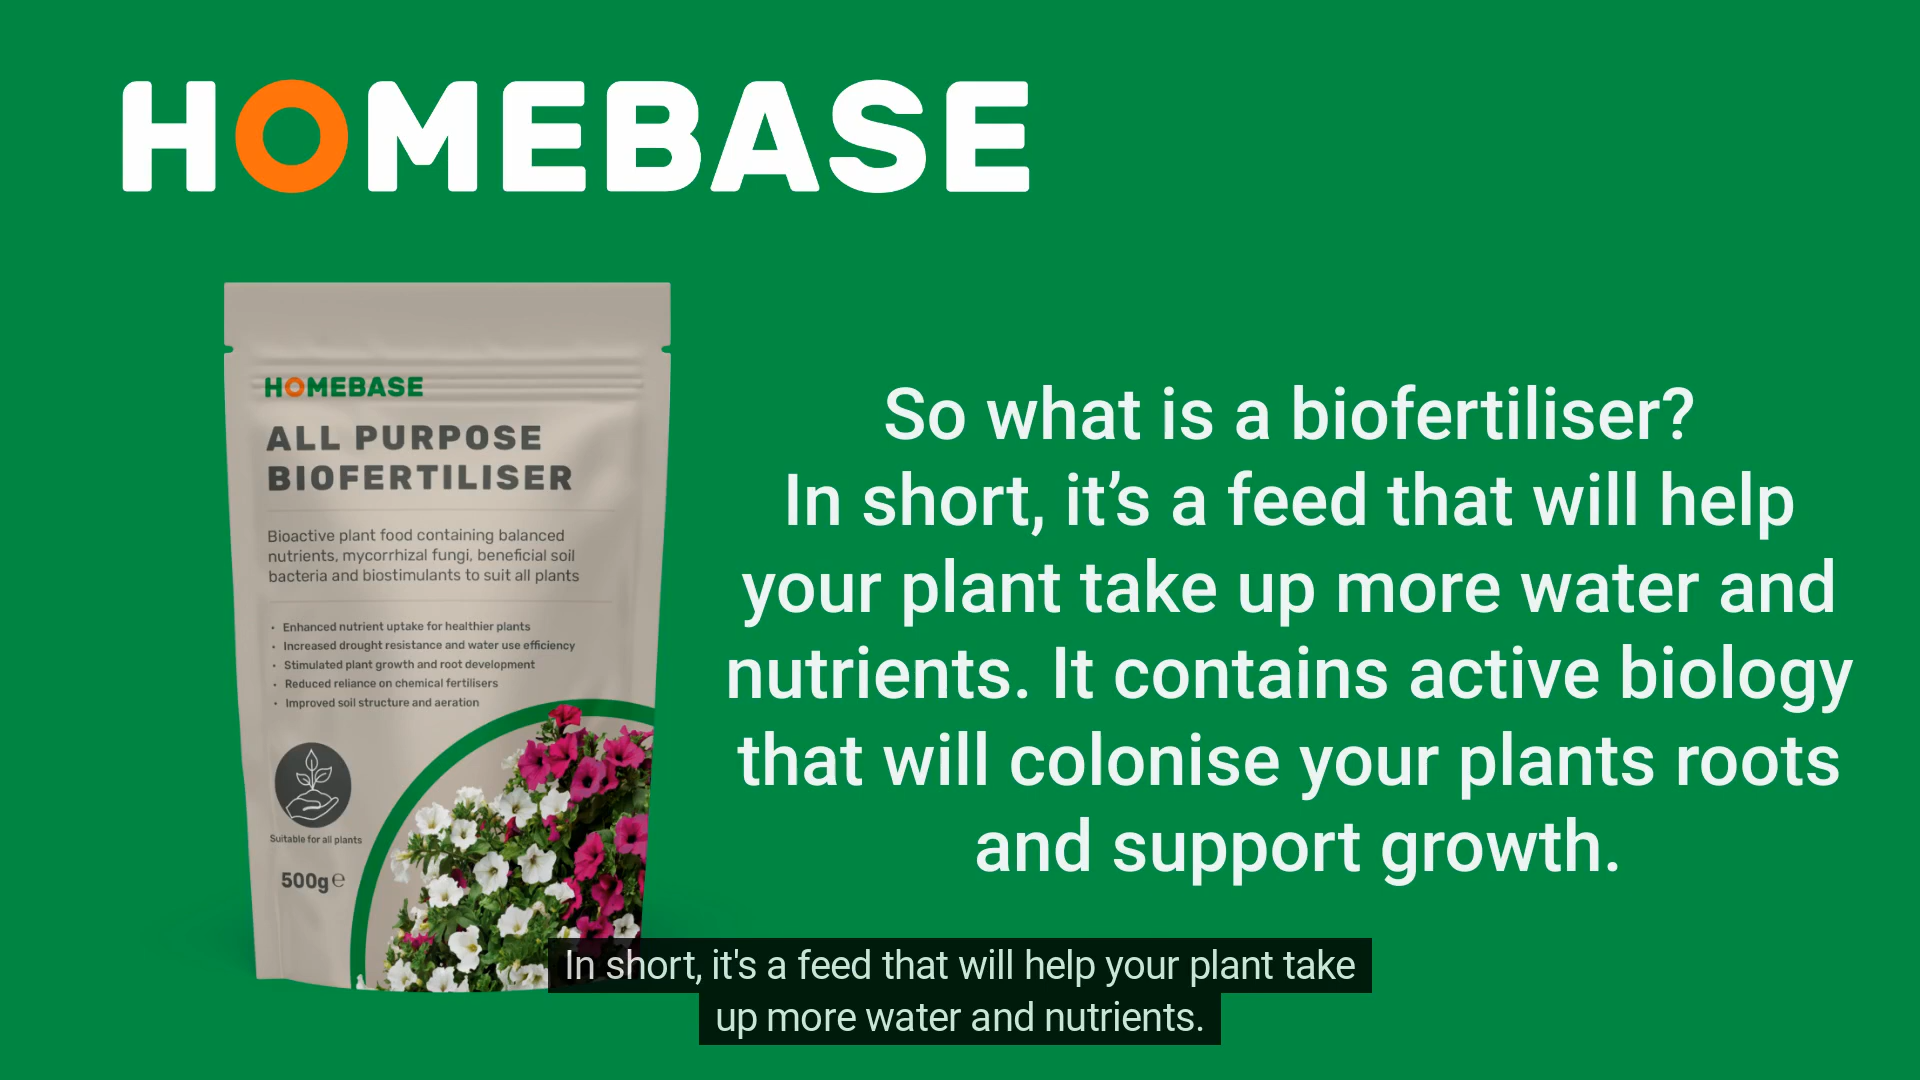 HOMEBASE
HOMEBASE
ALL PURPOSE
BIOFERTILISER
Bioactive plant food containing balanced
nutrients, mycorrhizal fungi, beneficial soil
bacteria and biostimulants to suit all plants
• Enhanced nutrient uptake for healthier plants
• Increased drought resistance and water use efficiency
• Stimulated plant growth and root development
• Reduced reliance on chemical fertilisers
• Improved soil structure and aeration
Suitable for all plants
500g℮
So what is a biofertiliser?
In short, it’s a feed that will help
your plant take up more water and
nutrients. It contains active biology
that will colonise your plants roots
and support growth.
In short, it's a feed that will help your plant take
up more water and nutrients.